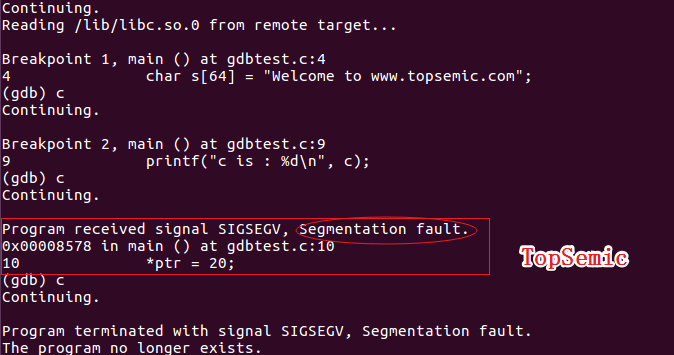 Continuing.
Reading /lib/libc.so.0 from remote target...
Breakpoint 1, main () at gdbtest.c:4
4               char s[64] = "Welcome to www.topsemic.com";
(gdb) c
Continuing.
Breakpoint 2, main () at gdbtest.c:9
9               printf("c is : %d\n", c);
(gdb) c
Continuing.
Program received signal SIGSEGV, Segmentation fault.
0x00008578 in main () at gdbtest.c:10
10              *ptr = 20;
TopSemic
(gdb) c
Continuing.
Program terminated with signal SIGSEGV, Segmentation fault.
The program no longer exists.